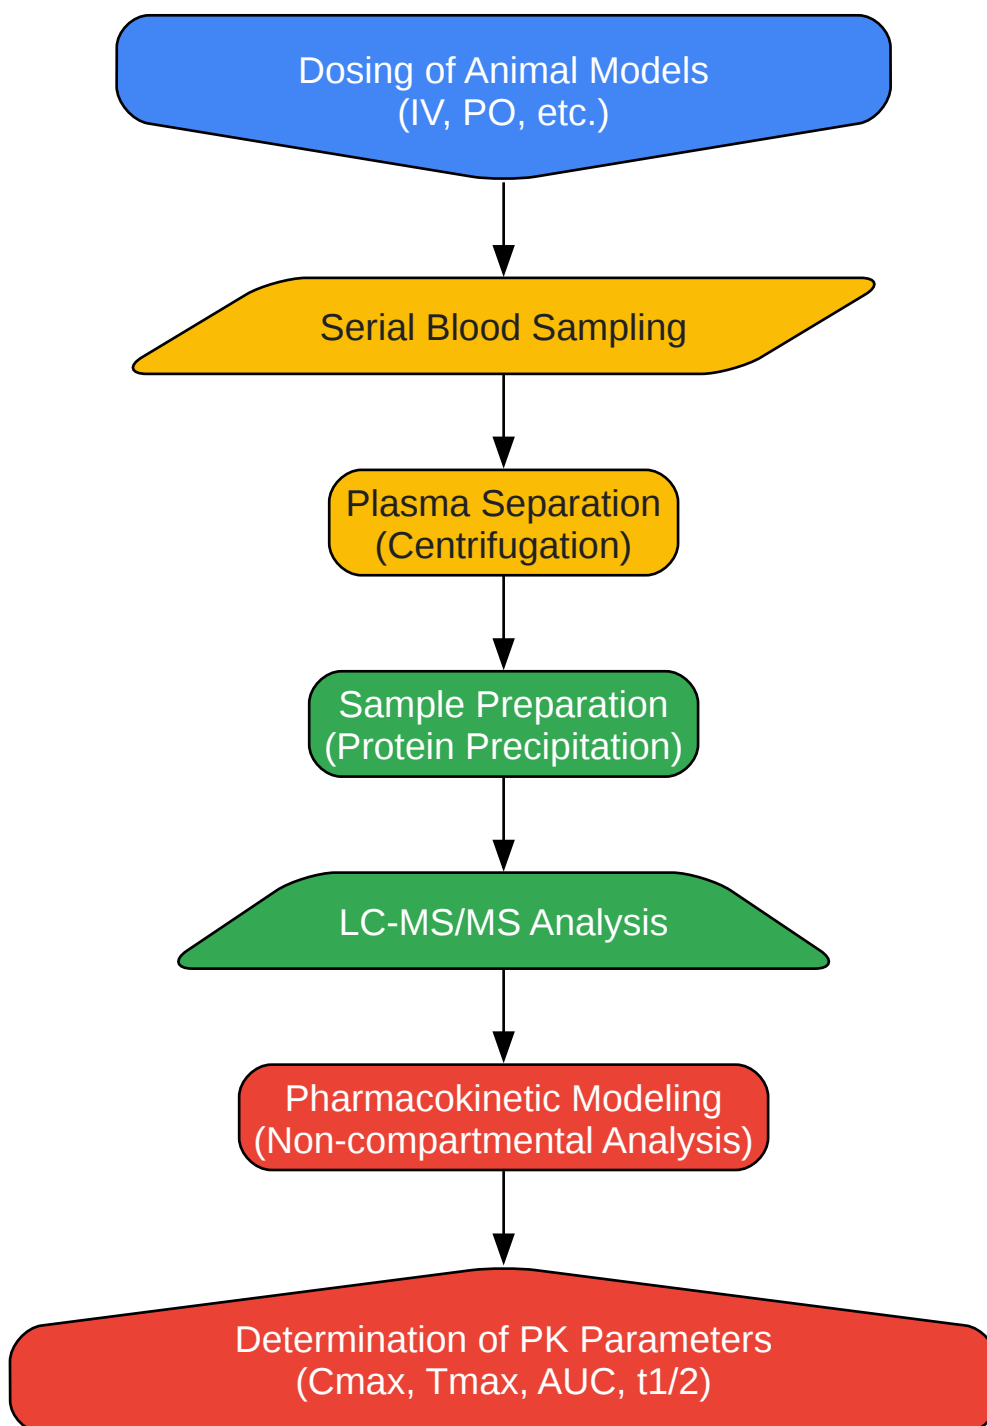 Dosing of Animal Models
(IV, PO, etc.)
Serial Blood Sampling
Plasma Separation
(Centrifugation)
Sample Preparation
(Protein Precipitation)
LC-MS/MS Analysis
Pharmacokinetic Modeling
(Non-compartmental Analysis)
Determination of PK Parameters
(Cmax, Tmax, AUC, t1/2)